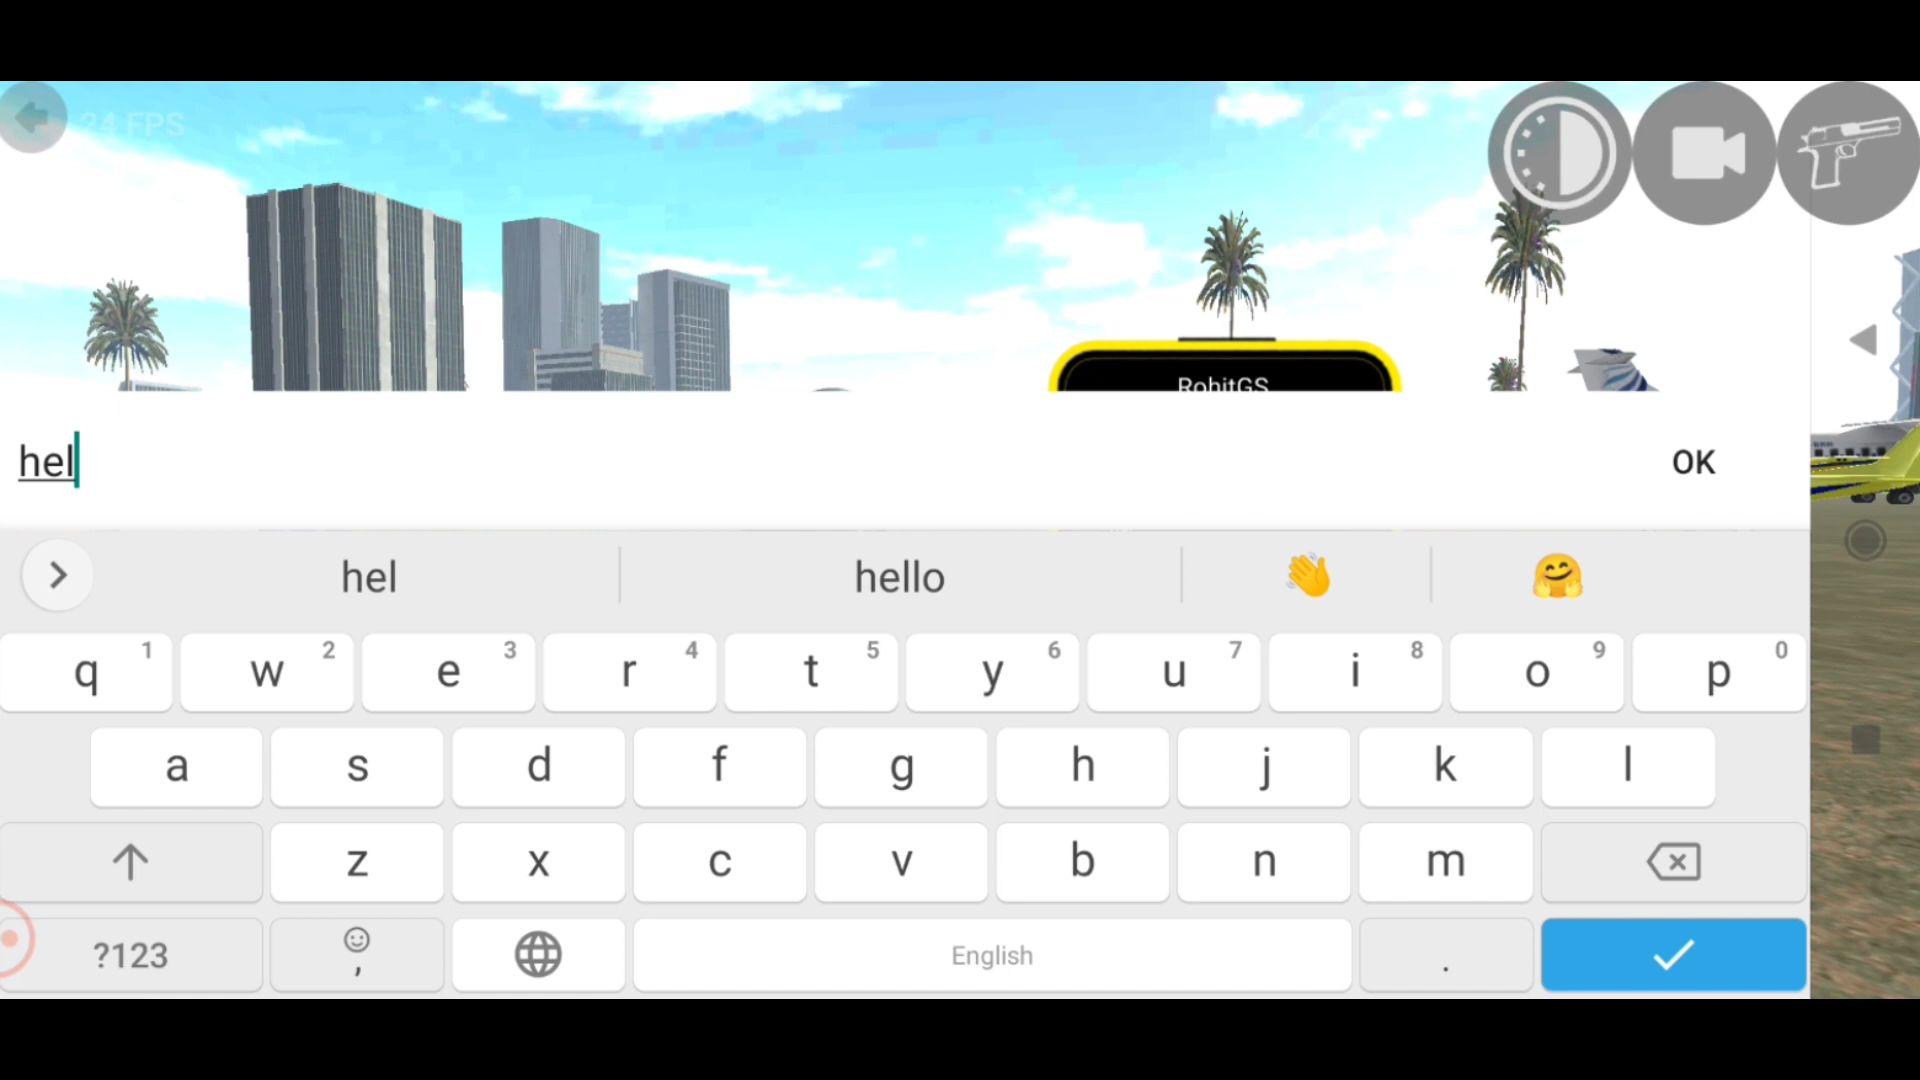 24 FPS
RohitGS
hel
OK
hel hello
q 1 w 2 e 3 r 4 t 5 y 6 u 7 i 8 o 9 p 0
a s d f g h j k l
z x c v b n m
?123 , English .